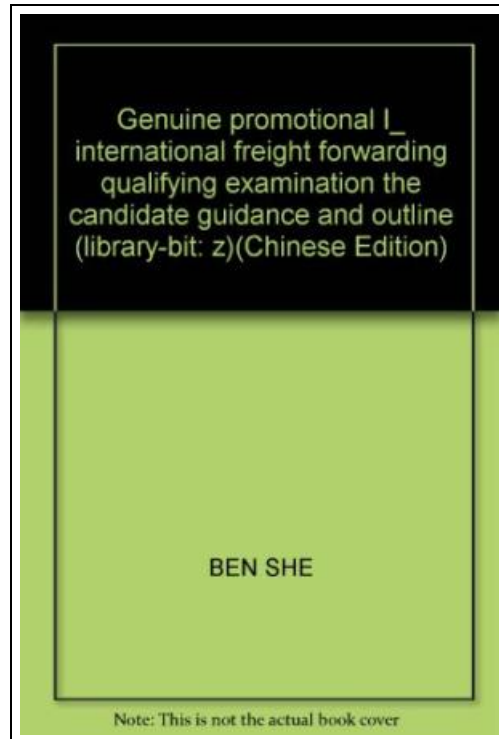 Genuine promotional I_
international freight forwarding
qualifying examination the
candidate guidance and outline
(library-bit: z)(Chinese Edition)
BEN SHE
Note: This is not the actual book cover